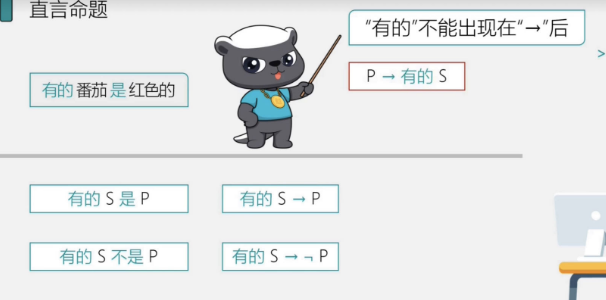 直言命题
“有的”不能出现在“→”后
P → 有的 S
有的 番茄 是 红色的
有的 S 是 P
有的 S → P
有的 S 不是 P
有的 S → ¬ P
>